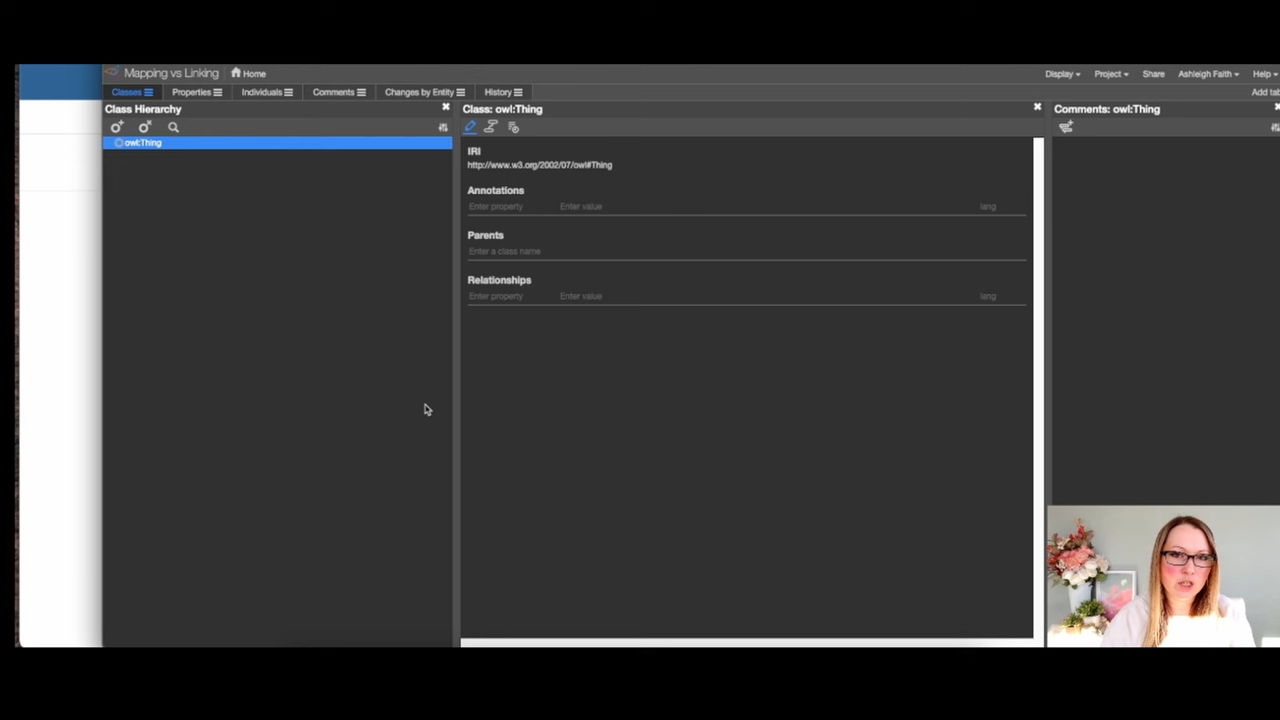 Mapping vs Linking Home Display Project Share Ashleigh Faith Help
Classes Properties Individuals Comments Changes by Entity History Add tab
Class Hierarchy
owl:Thing
Class: owl:Thing
IRI
http://www.w3.org/2002/07/owl#Thing
Annotations
Enter property Enter value lang
Parents
Enter a class name
Relationships
Enter property Enter value lang
Comments: owl:Thing